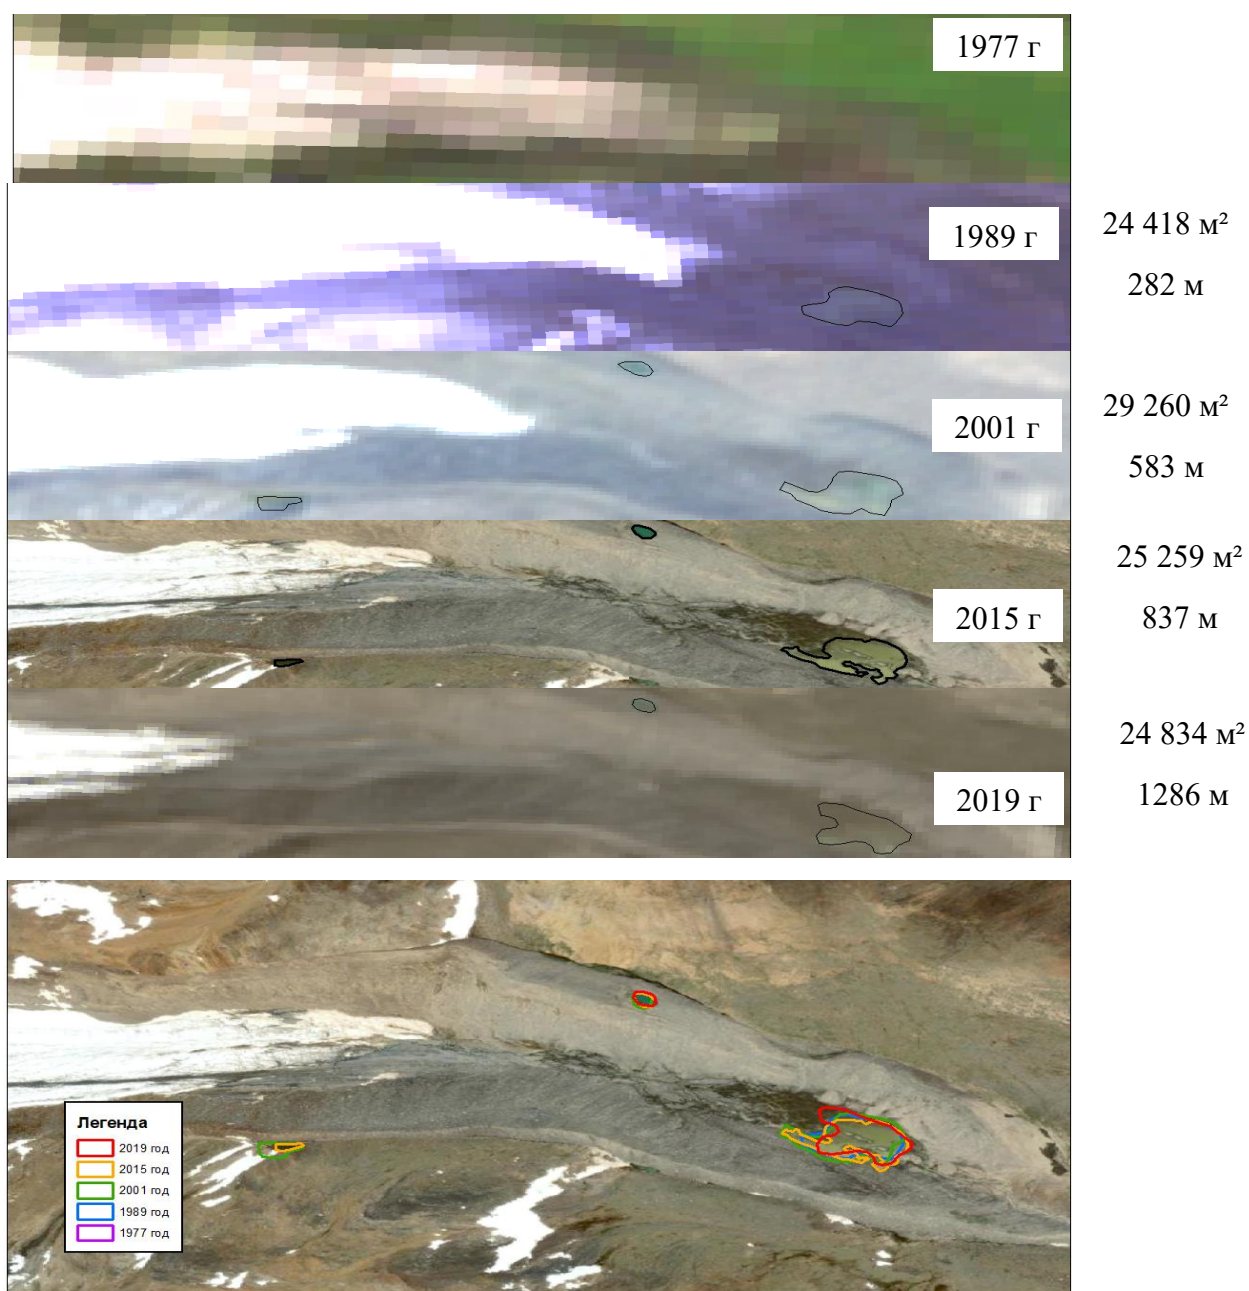 1977 г
1989 г
24 418 м²
282 м
2001 г
29 260 м²
583 м
2015 г
25 259 м²
837 м
2019 г
24 834 м²
1286 м
Легенда
2019 год
2015 год
2001 год
1989 год
1977 год